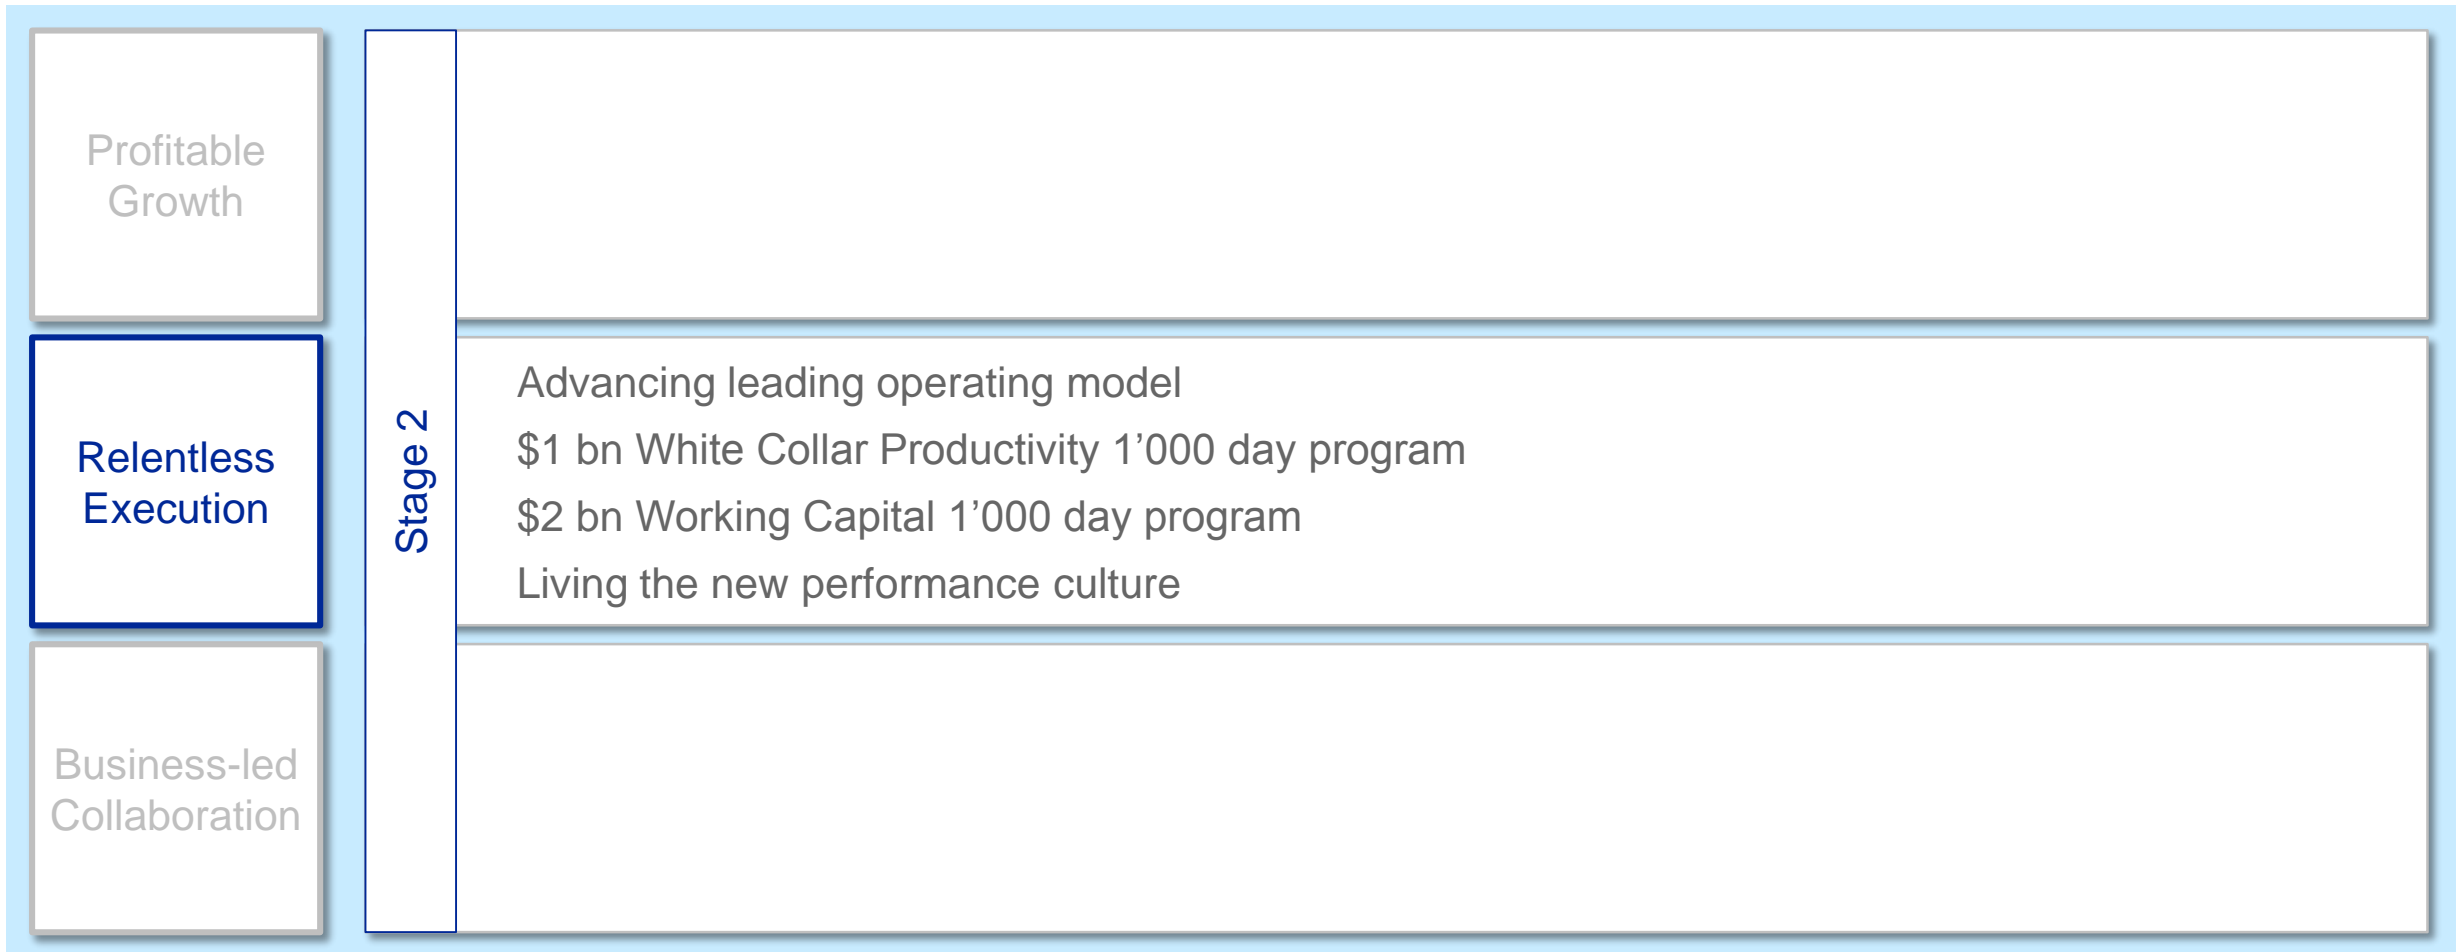 Profitable
Growth
Stage 2
Relentless
Execution
Advancing leading operating model
$1 bn White Collar Productivity 1’000 day program
$2 bn Working Capital 1’000 day program
Living the new performance culture
Business-led
Collaboration